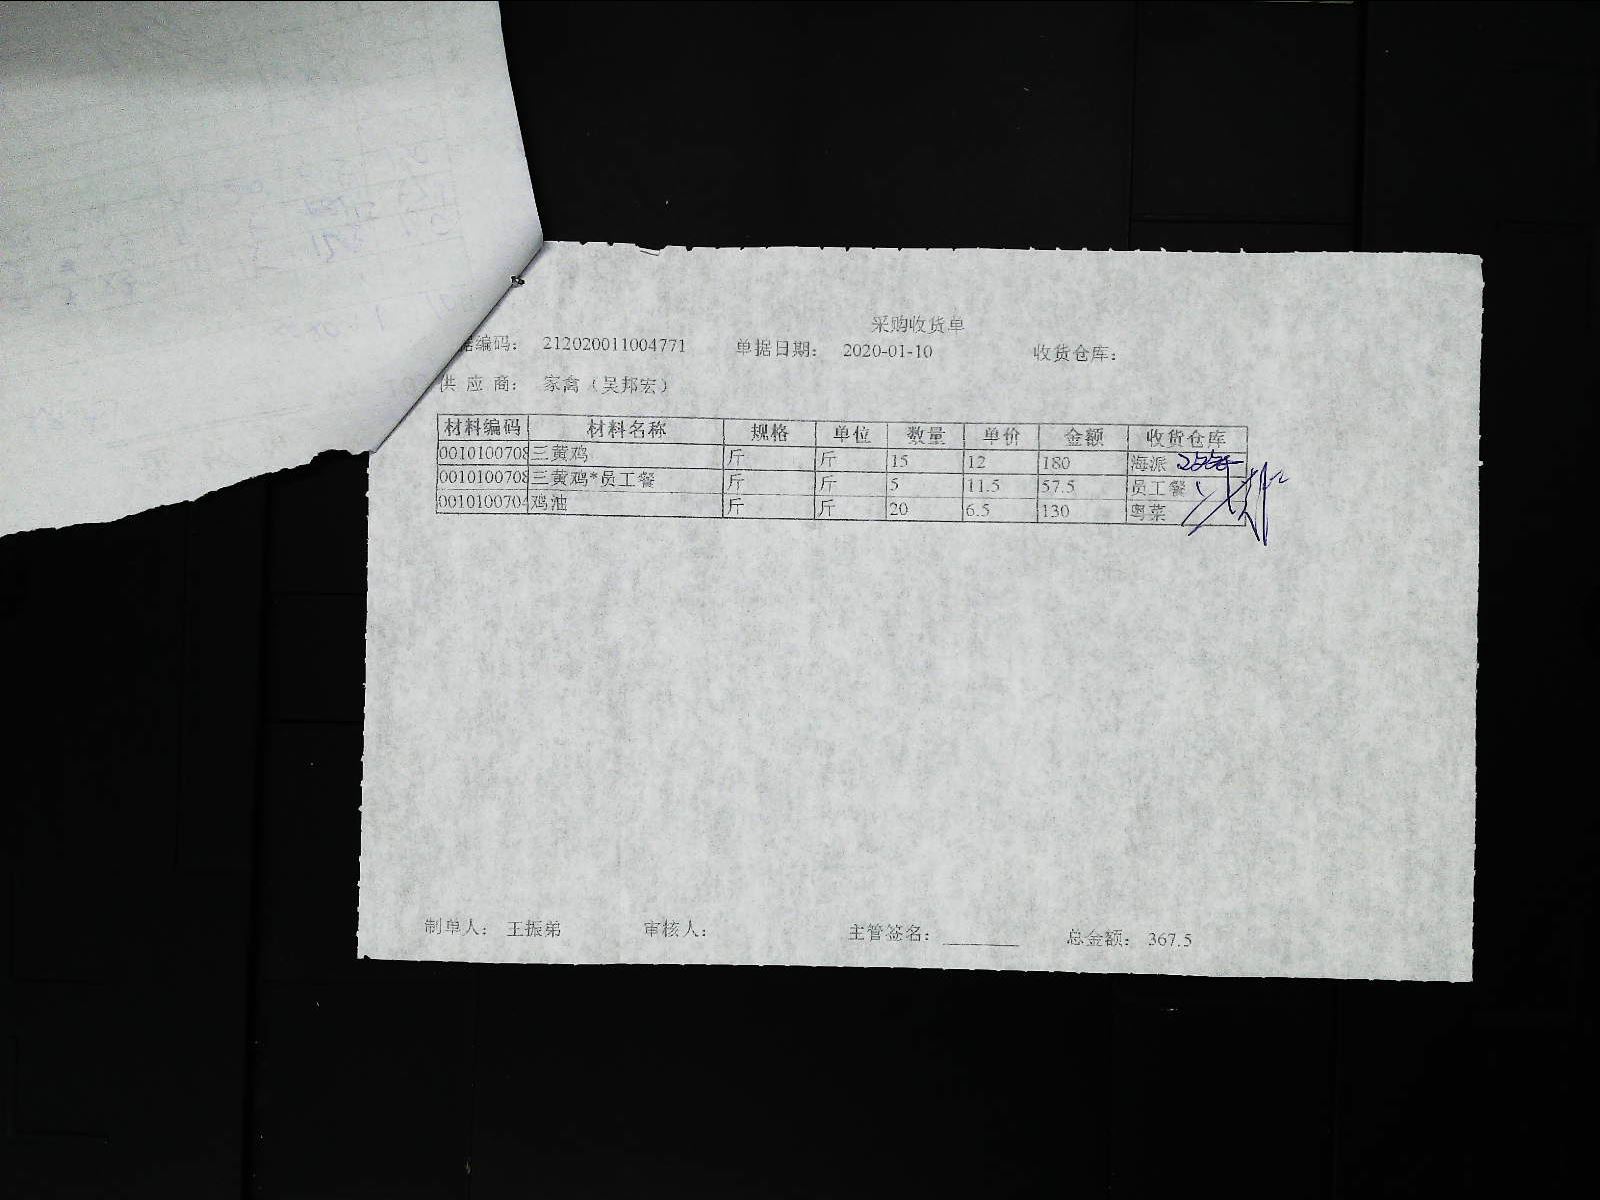 采购收货单
据编码： 212020011004771 单据日期： 2020-01-10 收货仓库：
供 应 商： 家禽（吴邦宏）
材料编码 材料名称 规格 单位 数量 单价 金额 收货仓库
0010100708 三黄鸡 斤 斤 15 12 180 海派
0010100708 三黄鸡*员工餐 斤 斤 5 11.5 57.5 员工餐
001010070 鸡油 斤 斤 20 6.5 130 粤菜
制单人： 王振弟 审核人： 主管签名： 总金额： 367.5